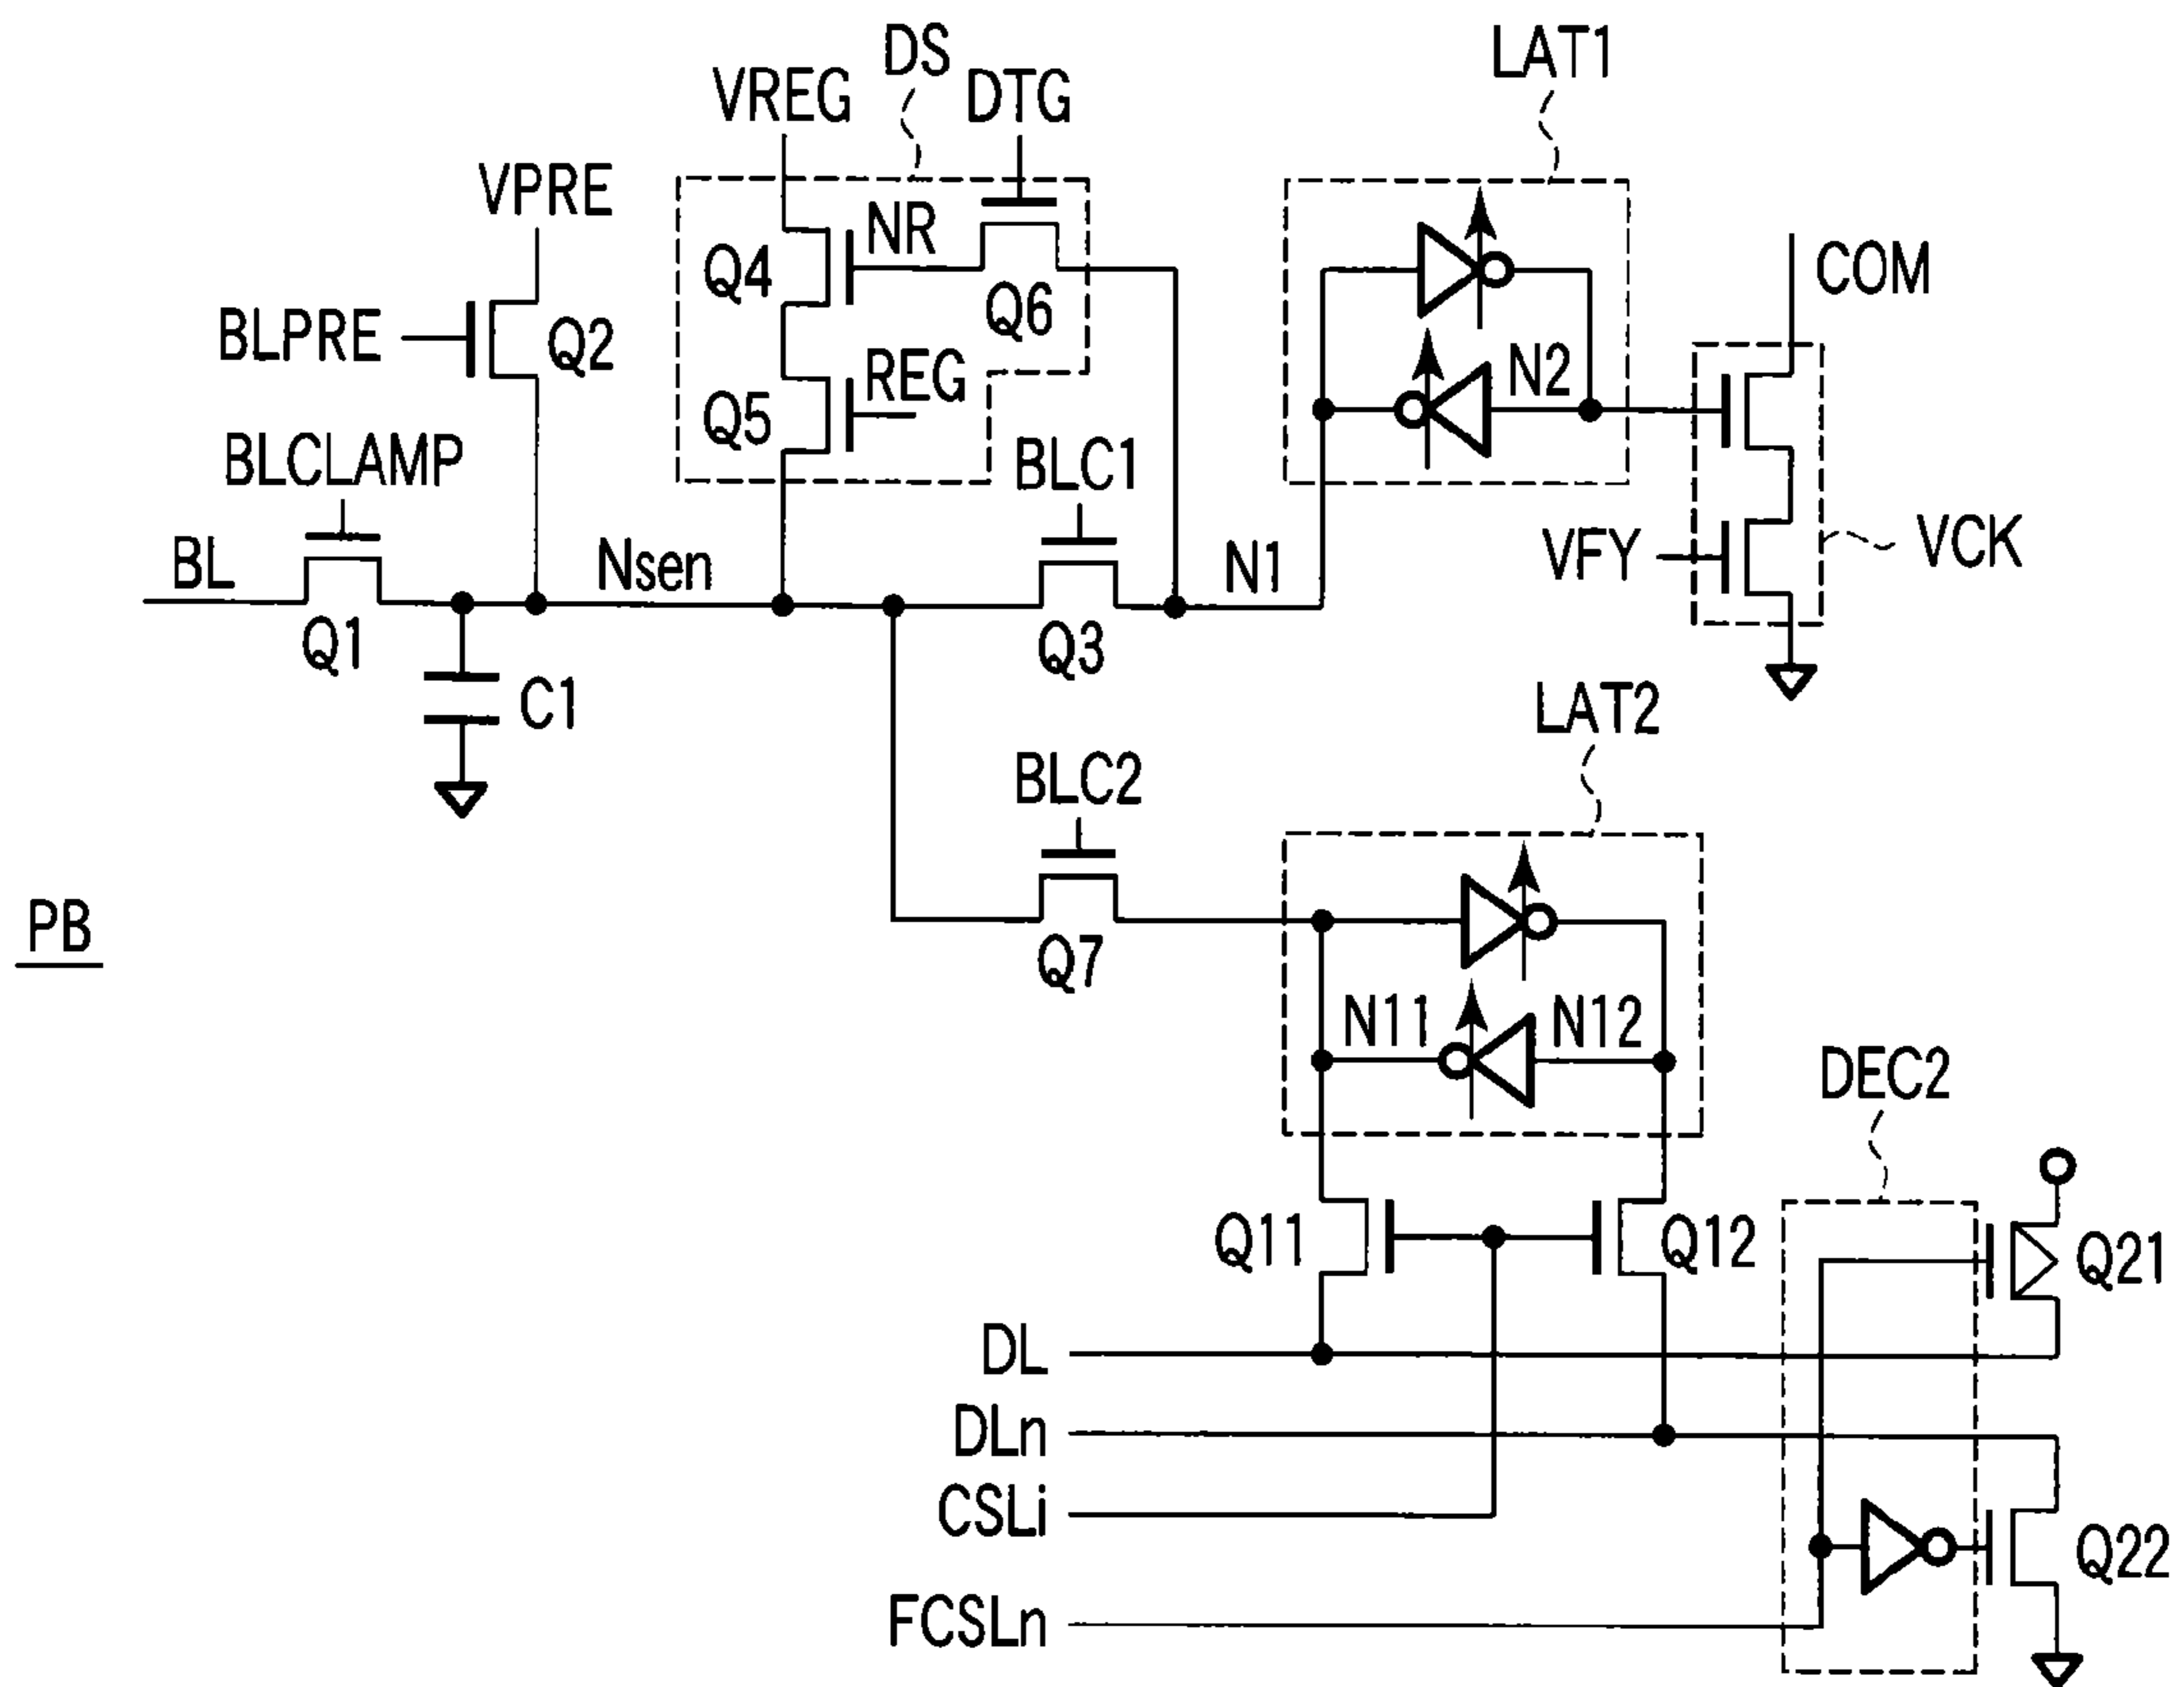 DS
LAT1
VREG
DTG
VPRE
NR
Q4
COM
BLPRE
Q2
Q6
N2
REG
Q5
BLCLAMP
BLC1
BL
Nsen
N1
VFY
VCK
Q1
Q3
C1
LAT2
BLC2
PB
Q7
N11
N12
DEC2
Q11
Q12
Q21
DL
DLn
CSLi
Q22
FCSLn